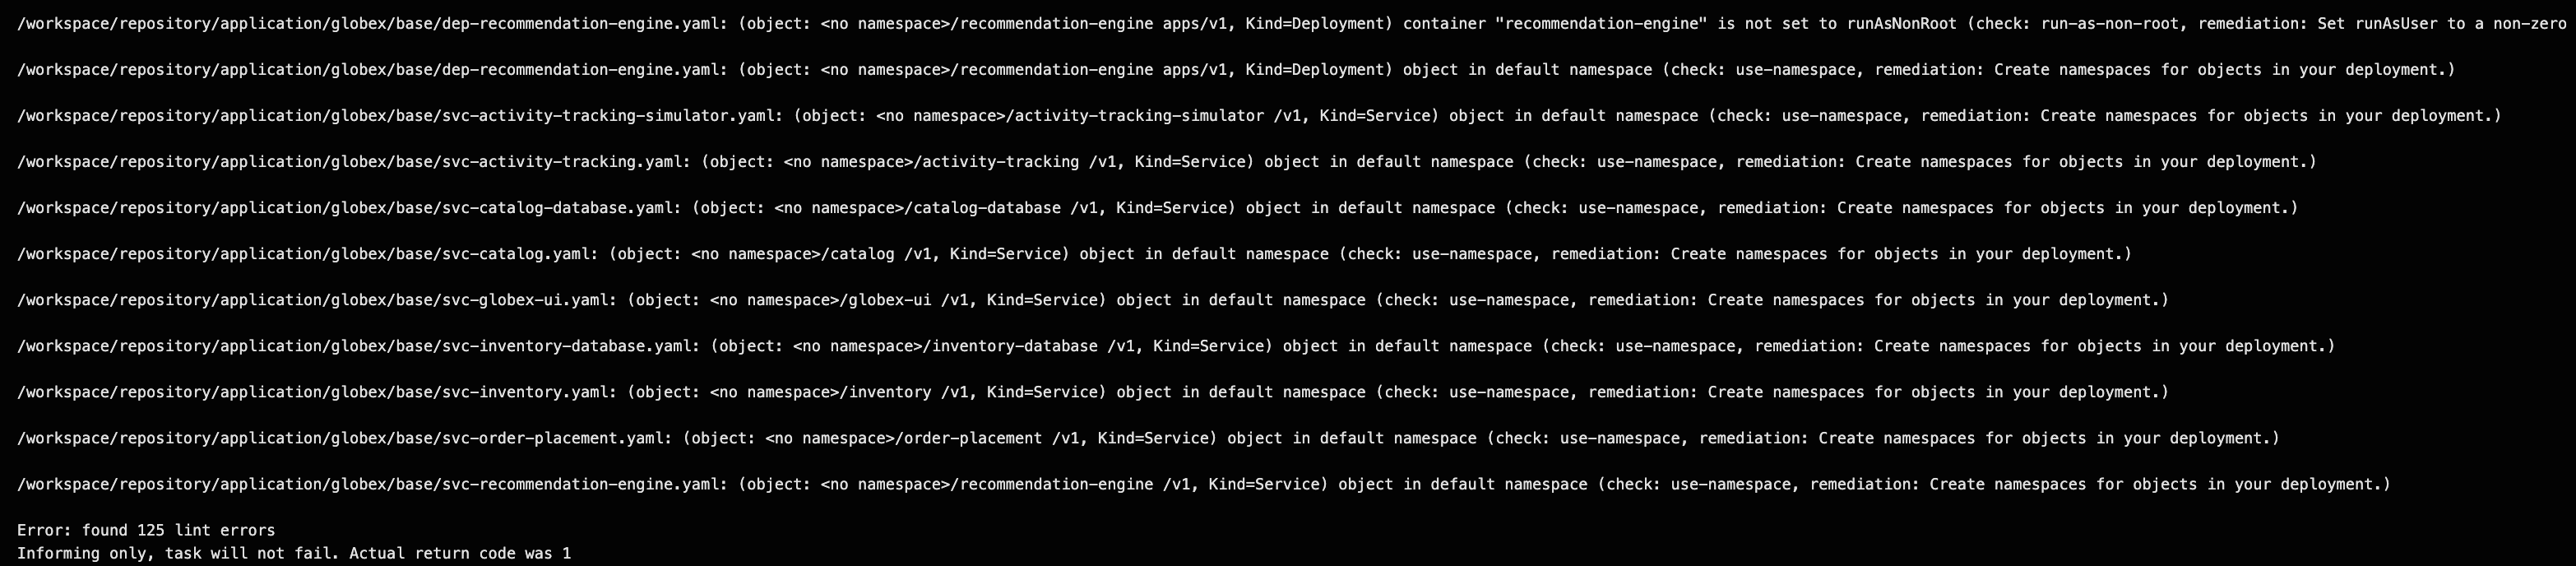 /workspace/repository/application/globex/base/dep-recommendation-engine.yaml: (object: <no namespace>/recommendation-engine apps/v1, Kind=Deployment) container "recommendation-engine" is not set to runAsNonRoot (check: run-as-non-root, remediation: Set runAsUser to a non-zero
/workspace/repository/application/globex/base/dep-recommendation-engine.yaml: (object: <no namespace>/recommendation-engine apps/v1, Kind=Deployment) object in default namespace (check: use-namespace, remediation: Create namespaces for objects in your deployment.)
/workspace/repository/application/globex/base/svc-activity-tracking-simulator.yaml: (object: <no namespace>/activity-tracking-simulator /v1, Kind=Service) object in default namespace (check: use-namespace, remediation: Create namespaces for objects in your deployment.)
/workspace/repository/application/globex/base/svc-activity-tracking.yaml: (object: <no namespace>/activity-tracking /v1, Kind=Service) object in default namespace (check: use-namespace, remediation: Create namespaces for objects in your deployment.)
/workspace/repository/application/globex/base/svc-catalog-database.yaml: (object: <no namespace>/catalog-database /v1, Kind=Service) object in default namespace (check: use-namespace, remediation: Create namespaces for objects in your deployment.)
/workspace/repository/application/globex/base/svc-catalog.yaml: (object: <no namespace>/catalog /v1, Kind=Service) object in default namespace (check: use-namespace, remediation: Create namespaces for objects in your deployment.)
/workspace/repository/application/globex/base/svc-globex-ui.yaml: (object: <no namespace>/globex-ui /v1, Kind=Service) object in default namespace (check: use-namespace, remediation: Create namespaces for objects in your deployment.)
/workspace/repository/application/globex/base/svc-inventory-database.yaml: (object: <no namespace>/inventory-database /v1, Kind=Service) object in default namespace (check: use-namespace, remediation: Create namespaces for objects in your deployment.)
/workspace/repository/application/globex/base/svc-inventory.yaml: (object: <no namespace>/inventory /v1, Kind=Service) object in default namespace (check: use-namespace, remediation: Create namespaces for objects in your deployment.)
/workspace/repository/application/globex/base/svc-order-placement.yaml: (object: <no namespace>/order-placement /v1, Kind=Service) object in default namespace (check: use-namespace, remediation: Create namespaces for objects in your deployment.)
/workspace/repository/application/globex/base/svc-recommendation-engine.yaml: (object: <no namespace>/recommendation-engine /v1, Kind=Service) object in default namespace (check: use-namespace, remediation: Create namespaces for objects in your deployment.)
Error: found 125 lint errors
Informing only, task will not fail. Actual return code was 1